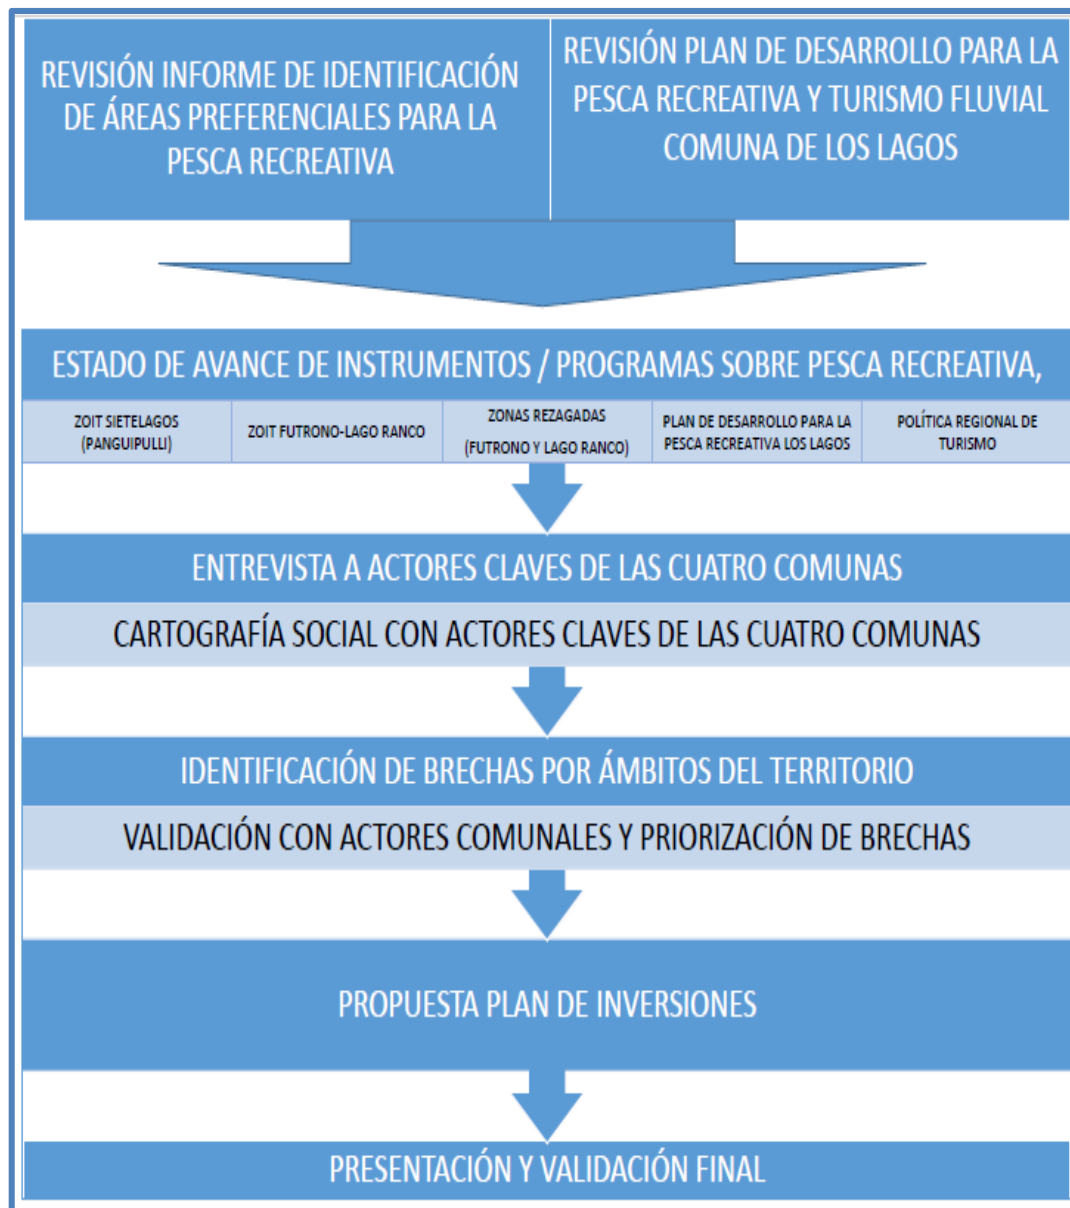 REVISIÓN INFORME DE IDENTIFICACIÓN
DE ÁREAS PREFERENCIALES PARA LA
PESCA RECREATIVA
REVISIÓN PLAN DE DESARROLLO PARA LA
PESCA RECREATIVA Y TURISMO FLUVIAL
COMUNA DE LOS LAGOS
ESTADO DE AVANCE DE INSTRUMENTOS / PROGRAMAS SOBRE PESCA RECREATIVA,
ZOIT SIETELAGOS
(PANGUIPULLI)
ZOIT FUTRONO-LAGO RANCO
ZONAS REZAGADAS
(FUTRONO Y LAGO RANCO)
PLAN DE DESARROLLO PARA LA
PESCA RECREATIVA LOS LAGOS
POLÍTICA REGIONAL DE
TURISMO
ENTREVISTA A ACTORES CLAVES DE LAS CUATRO COMUNAS
CARTOGRAFÍA SOCIAL CON ACTORES CLAVES DE LAS CUATRO COMUNAS
IDENTIFICACIÓN DE BRECHAS POR ÁMBITOS DEL TERRITORIO
VALIDACIÓN CON ACTORES COMUNALES Y PRIORIZACIÓN DE BRECHAS
PROPUESTA PLAN DE INVERSIONES
PRESENTACIÓN Y VALIDACIÓN FINAL